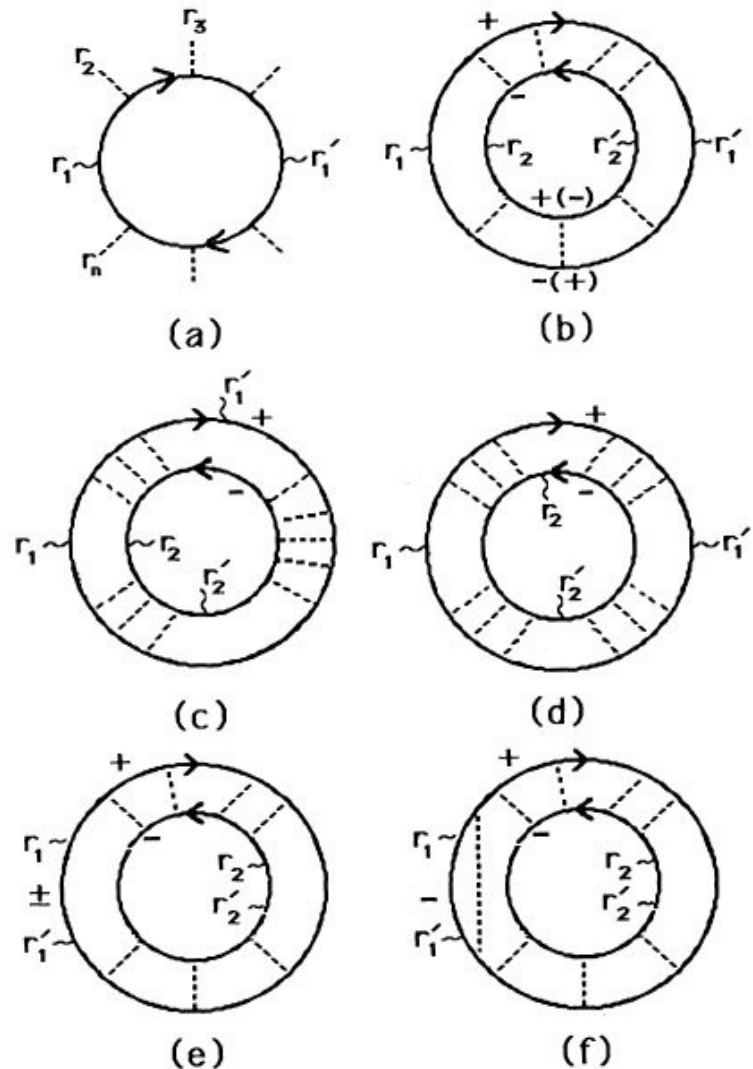 r₃
r₂
r₁ r₁′
rₙ
(a)
+
−
r₁ r₂ r₂′ r₁′
+(−)
−(+)
(b)
r₁′
+
−
r₁ r₂
r₂′
(c)
+
−
r₂
r₁ r₁′
r₂′
(d)
+
−
r₁
r₂
±
r₂′
r₁′
(e)
+
−
r₁
r₂
−
r₂′
r₁′
(f)